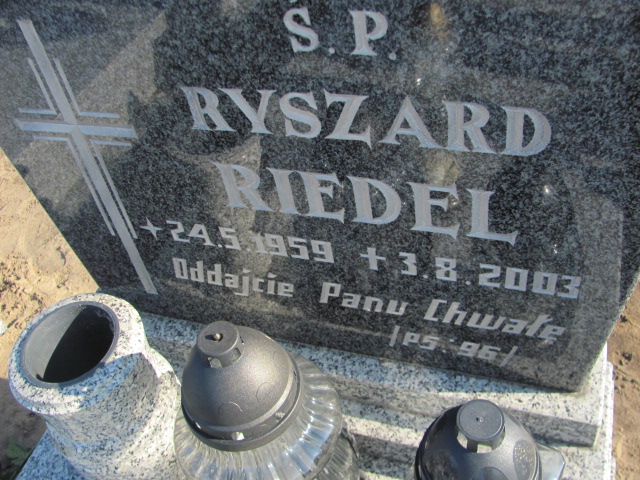 Ś. P.
RYSZARD
RIEDEL
24.5.1959 3.8.2003
Oddajcie Panu Chwałę
/PS. 96/